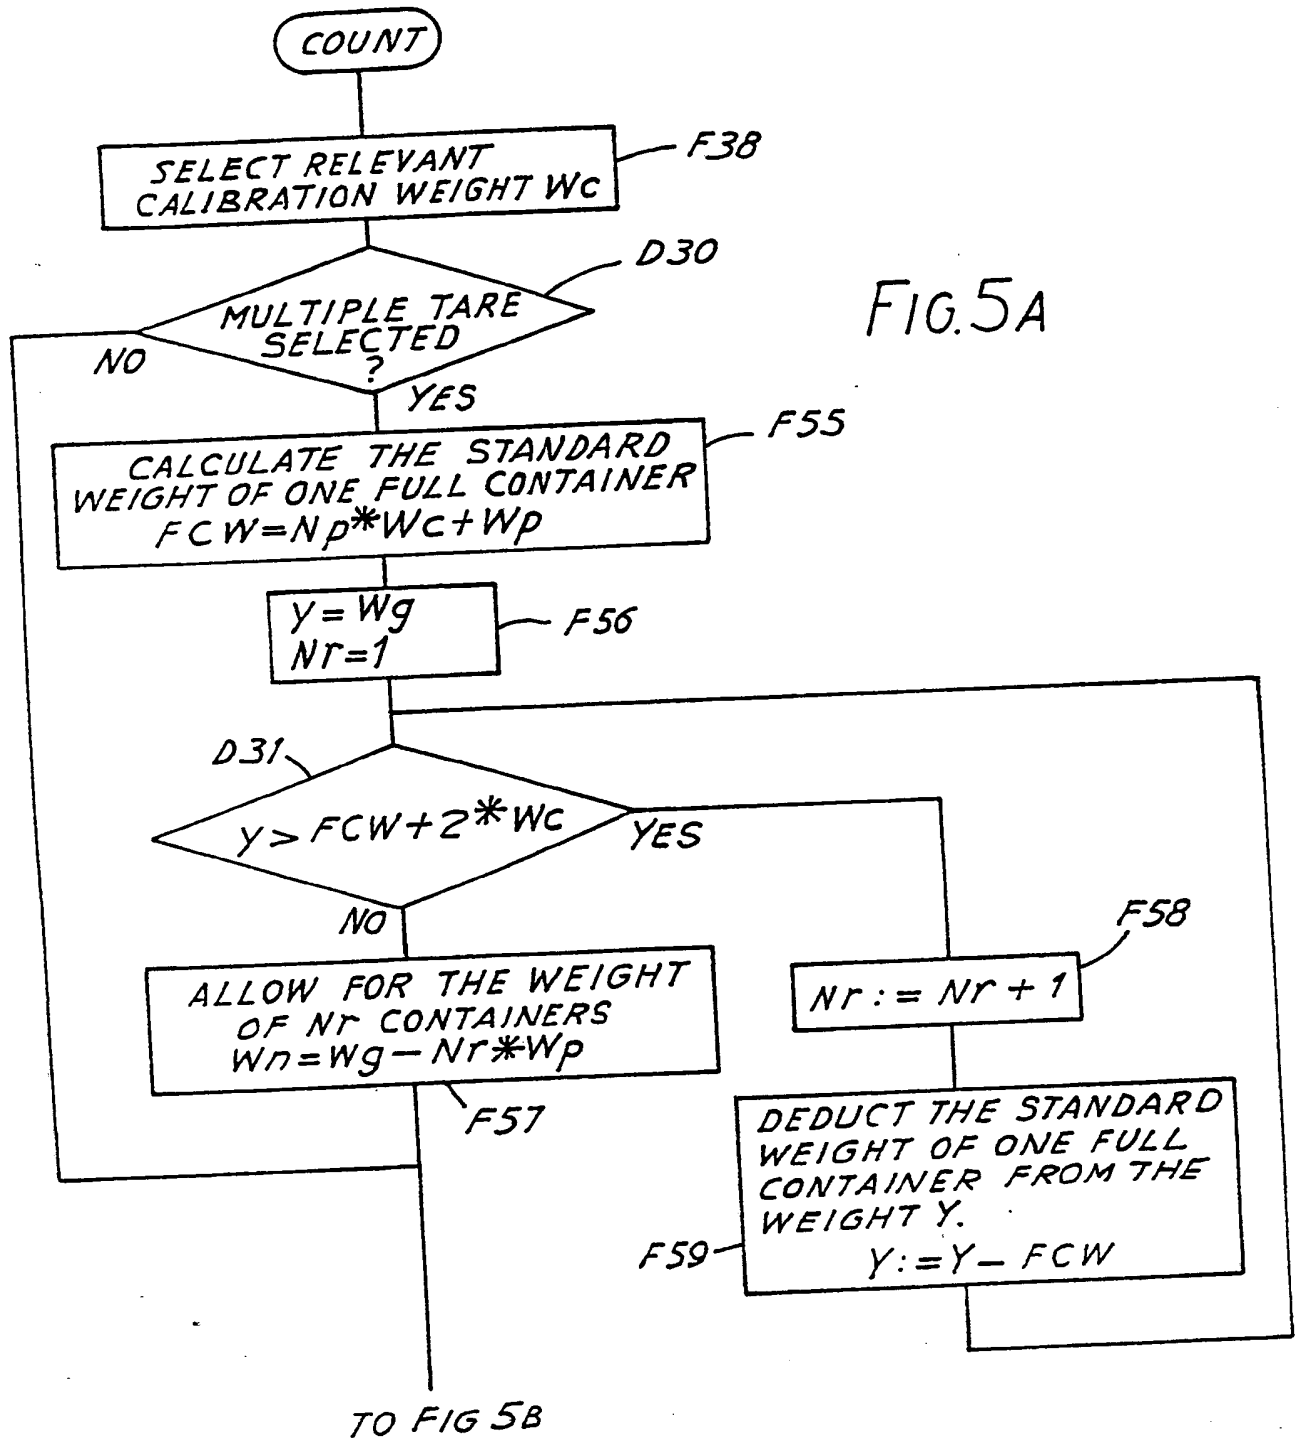 COUNT
SELECT RELEVANT
CALIBRATION WEIGHT Wc
F38
D30
MULTIPLE TARE
SELECTED
?
NO
YES
FIG.5A
F55
CALCULATE THE STANDARD
WEIGHT OF ONE FULL CONTAINER
FCW=Np*Wc+Wp
y=Wg
Nr=1
F56
D31
y> FCW+2*Wc
YES
NO
F58
Nr:=Nr+1
ALLOW FOR THE WEIGHT
OF Nr CONTAINERS
Wn=Wg-Nr*Wp
F57
DEDUCT THE STANDARD
WEIGHT OF ONE FULL
CONTAINER FROM THE
WEIGHT Y.
Y:=Y- FCW
F59
TO FIG 5B